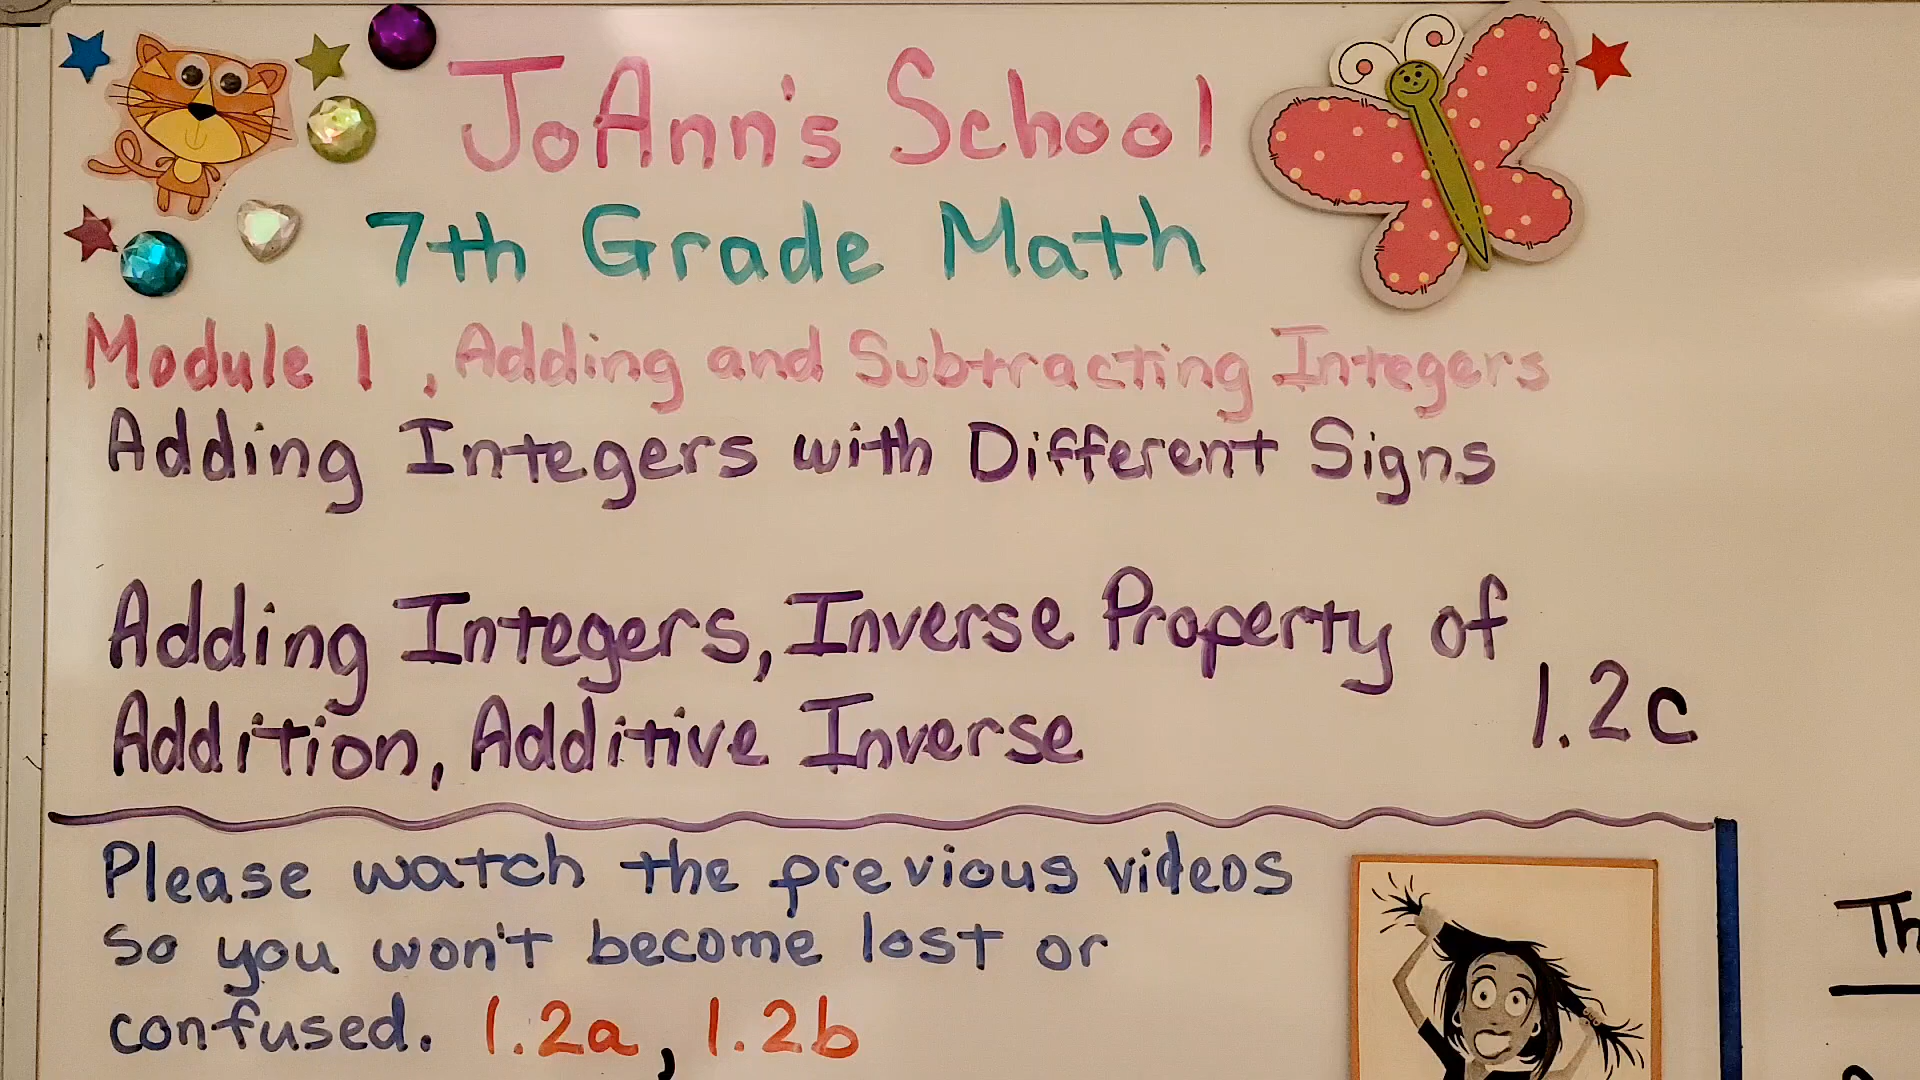 JoAnn's School
7th Grade Math
Module 1, Adding and Subtracting Integers
Adding Integers with Different Signs
Adding Integers, Inverse Property of
Addition, Additive Inverse
1.2c
Please watch the previous videos
so you won't become lost or
confused. 1.2a, 1.2b